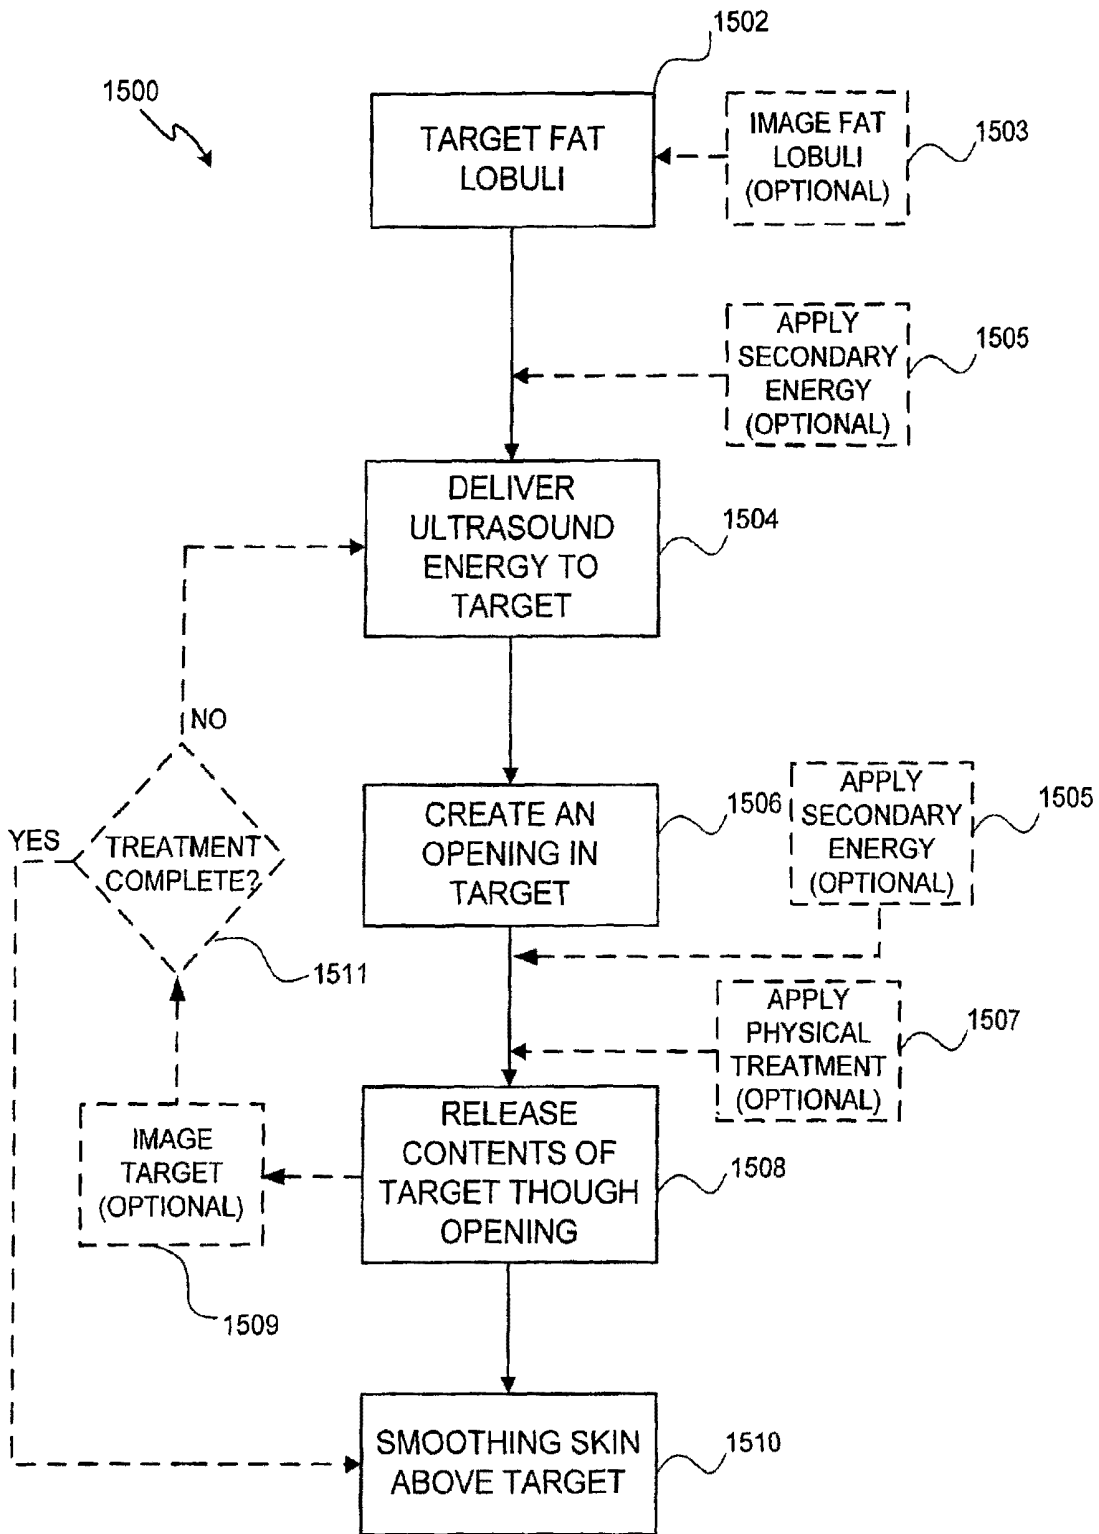 1502
1500
TARGET FAT
LOBULI
IMAGE FAT
LOBULI
(OPTIONAL)
1503
APPLY
SECONDARY
ENERGY
(OPTIONAL)
1505
DELIVER
ULTRASOUND
ENERGY TO
TARGET
1504
NO
YES
TREATMENT
COMPLETE?
1511
CREATE AN
OPENING IN
TARGET
1506
APPLY
SECONDARY
ENERGY
(OPTIONAL)
1505
APPLY
PHYSICAL
TREATMENT
(OPTIONAL)
1507
IMAGE
TARGET
(OPTIONAL)
1509
RELEASE
CONTENTS OF
TARGET THOUGH
OPENING
1508
SMOOTHING SKIN
ABOVE TARGET
1510